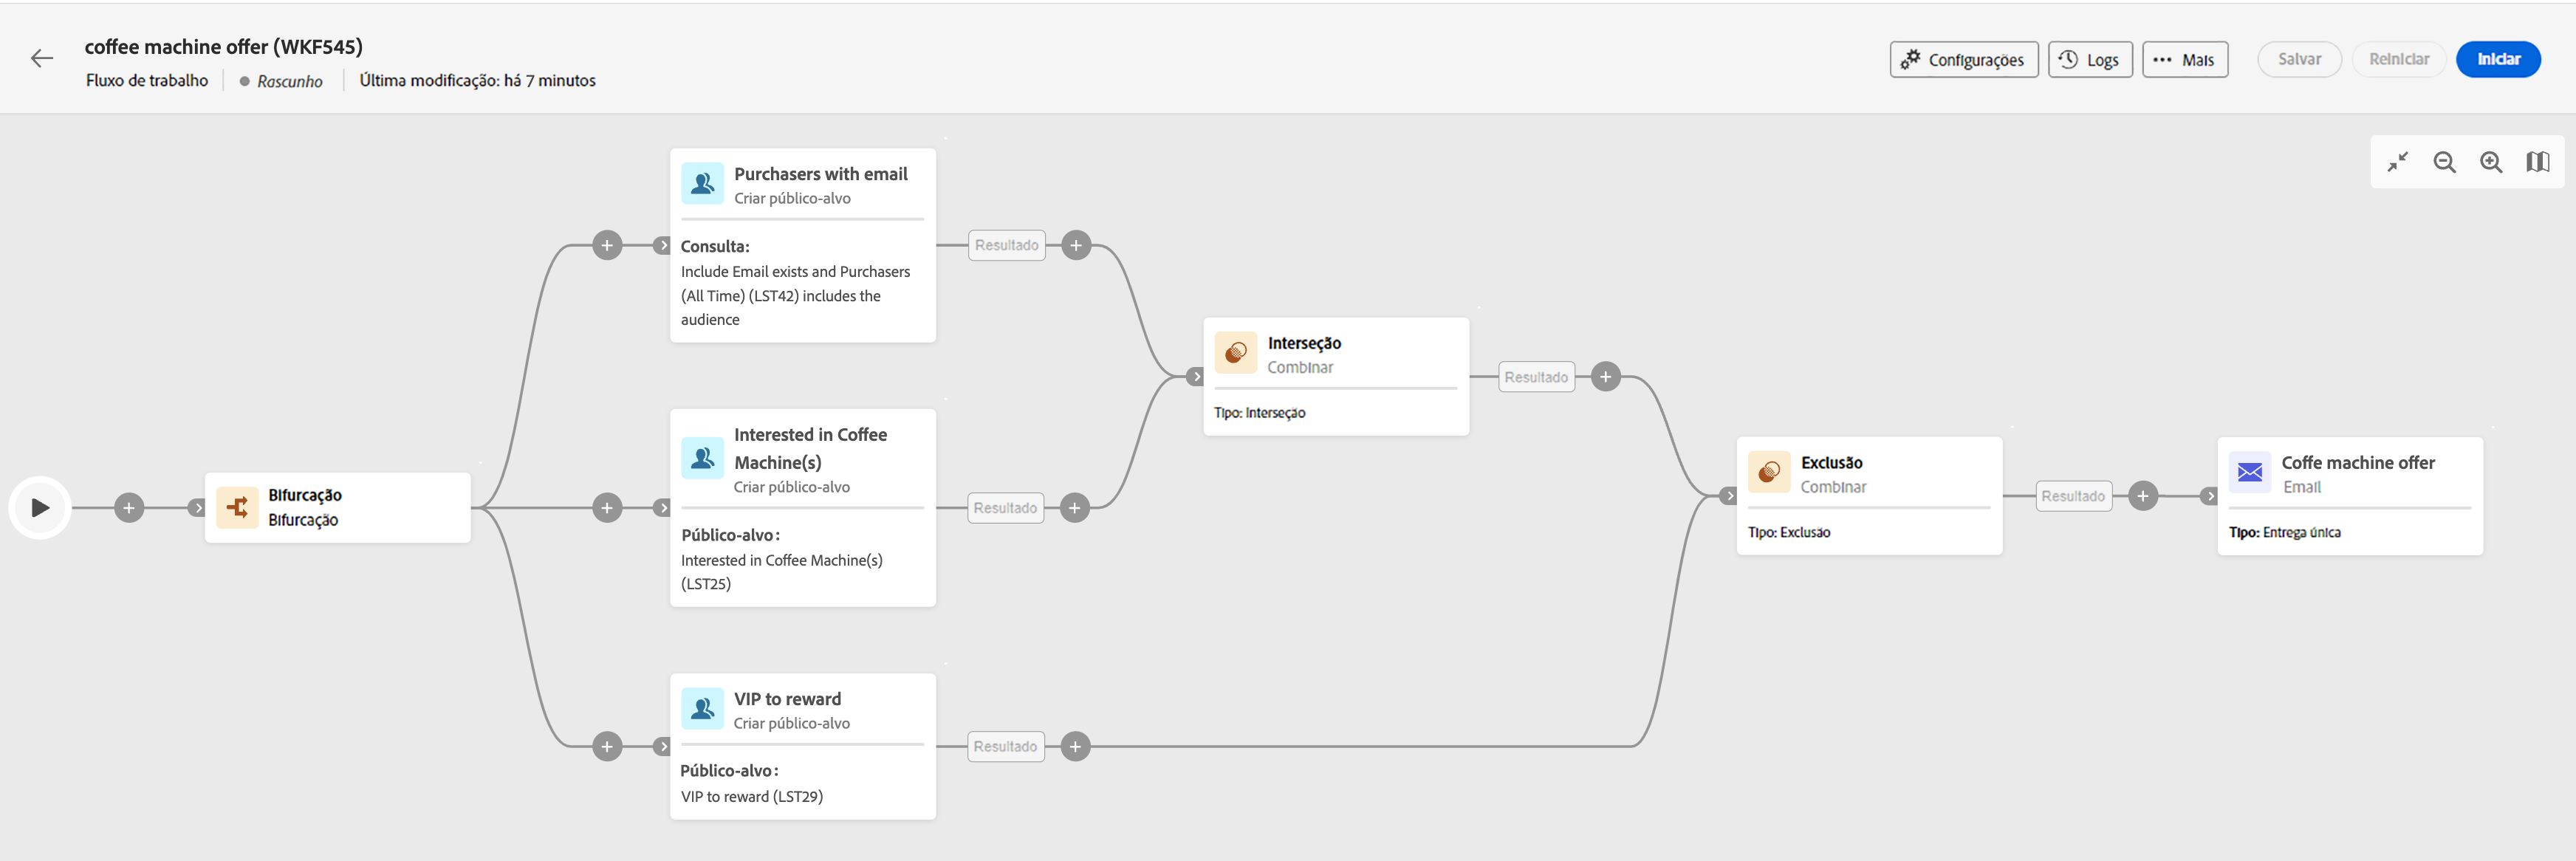 coffee machine offer (WKF545)
Fluxo de trabalho
Rascunho
Última modificação: há 7 minutos
Configurações
Logs
Mais
Salvar
Reiniciar
Iniciar
Bifurcação
Bifurcação
Purchasers with email
Criar público-alvo
Consulta:
Include Email exists and Purchasers
(All Time) (LST42) includes the
audience
Resultado
Interested in Coffee
Machine(s)
Criar público-alvo
Público-alvo:
Interested in Coffee Machine(s)
(LST25)
Resultado
VIP to reward
Criar público-alvo
Público-alvo:
VIP to reward (LST29)
Resultado
Interseção
Combinar
Tipo: Interseção
Resultado
Exclusão
Combinar
Tipo: Exclusão
Resultado
Coffe machine offer
Email
Tipo: Entrega única